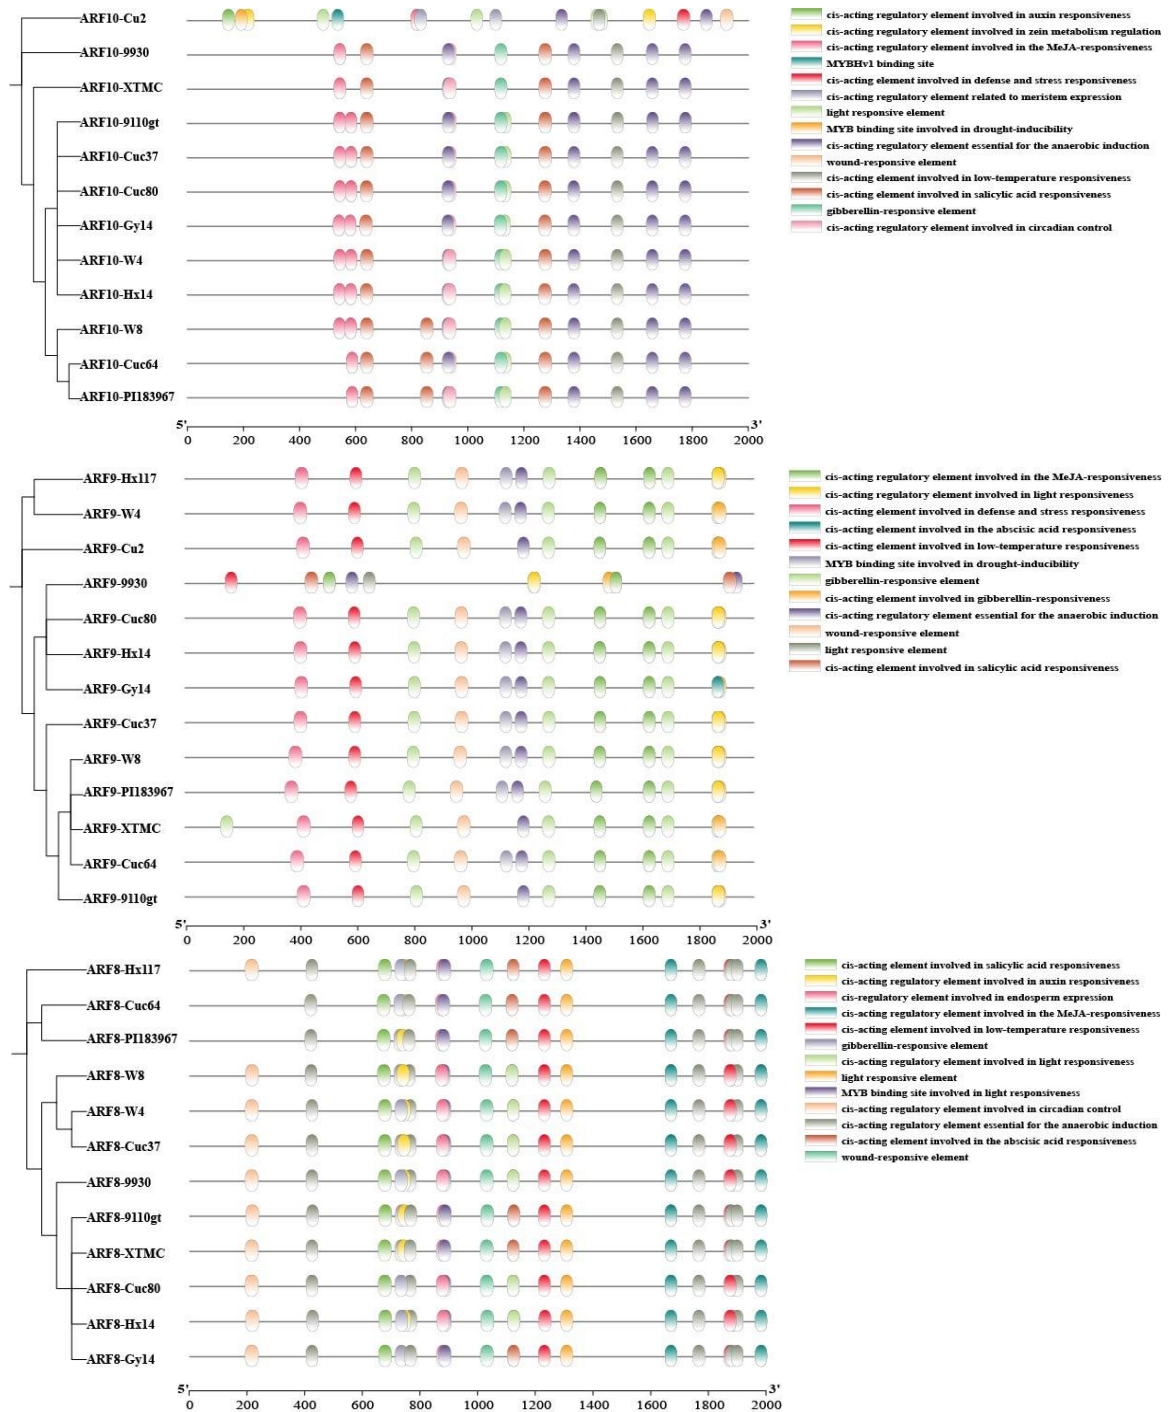 ARF10-Cu2
ARF10-9930
ARF10-XTMC
ARF10-9110gt
ARF10-Cuc37
ARF10-Cuc80
ARF10-Gy14
ARF10-W4
ARF10-Hx14
ARF10-W8
ARF10-Cuc64
ARF10-PI183967
5' 3'
0 200 400 600 800 1000 1200 1400 1600 1800 2000
cis-acting regulatory element involved in auxin responsiveness
cis-acting regulatory element involved in zein metabolism regulation
cis-acting regulatory element involved in the MeJA-responsiveness
MYBHv1 binding site
cis-acting element involved in defense and stress responsiveness
cis-acting regulatory element related to meristem expression
light responsive element
MYB binding site involved in drought-inducibility
cis-acting regulatory element essential for the anaerobic induction
wound-responsive element
cis-acting element involved in low-temperature responsiveness
cis-acting element involved in salicylic acid responsiveness
gibberellin-responsive element
cis-acting regulatory element involved in circadian control
ARF9-Hx117
ARF9-W4
ARF9-Cu2
ARF9-9930
ARF9-Cuc80
ARF9-Hx14
ARF9-Gy14
ARF9-Cuc37
ARF9-W8
ARF9-PI183967
ARF9-XTMC
ARF9-Cuc64
ARF9-9110gt
5' 3'
0 200 400 600 800 1000 1200 1400 1600 1800 2000
cis-acting regulatory element involved in the MeJA-responsiveness
cis-acting regulatory element involved in light responsiveness
cis-acting element involved in defense and stress responsiveness
cis-acting element involved in the abscisic acid responsiveness
cis-acting element involved in low-temperature responsiveness
MYB binding site involved in drought-inducibility
gibberellin-responsive element
cis-acting element involved in gibberellin-responsiveness
cis-acting regulatory element essential for the anaerobic induction
wound-responsive element
light responsive element
cis-acting element involved in salicylic acid responsiveness
ARF8-Hx117
ARF8-Cuc64
ARF8-PI183967
ARF8-W8
ARF8-W4
ARF8-Cuc37
ARF8-9930
ARF8-9110gt
ARF8-XTMC
ARF8-Cuc80
ARF8-Hx14
ARF8-Gy14
5' 3'
0 200 400 600 800 1000 1200 1400 1600 1800 2000
cis-acting element involved in salicylic acid responsiveness
cis-acting regulatory element involved in auxin responsiveness
cis-regulatory element involved in endosperm expression
cis-acting regulatory element involved in the MeJA-responsiveness
cis-acting element involved in low-temperature responsiveness
gibberellin-responsive element
cis-acting regulatory element involved in light responsiveness
light responsive element
MYB binding site involved in light responsiveness
cis-acting regulatory element involved in circadian control
cis-acting regulatory element essential for the anaerobic induction
cis-acting element involved in the abscisic acid responsiveness
wound-responsive element